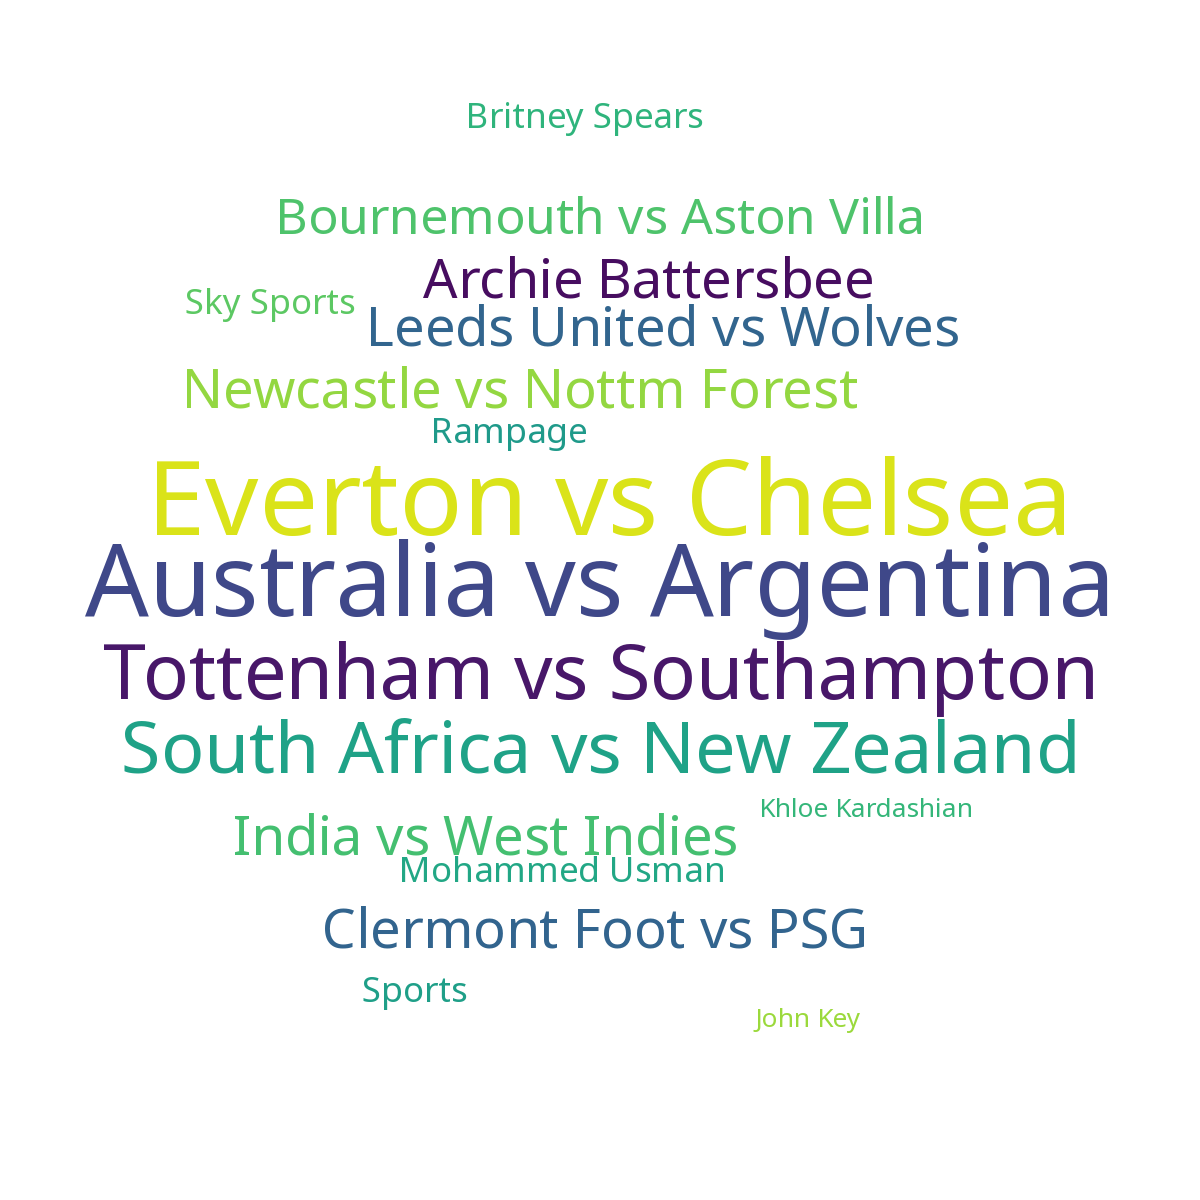 Britney Spears
Bournemouth vs Aston Villa
Archie Battersbee
Sky Sports
Leeds United vs Wolves
Newcastle vs Nottm Forest
Rampage
Everton vs Chelsea
Australia vs Argentina
Tottenham vs Southampton
South Africa vs New Zealand
Khloe Kardashian
India vs West Indies
Mohammed Usman
Clermont Foot vs PSG
Sports
John Key